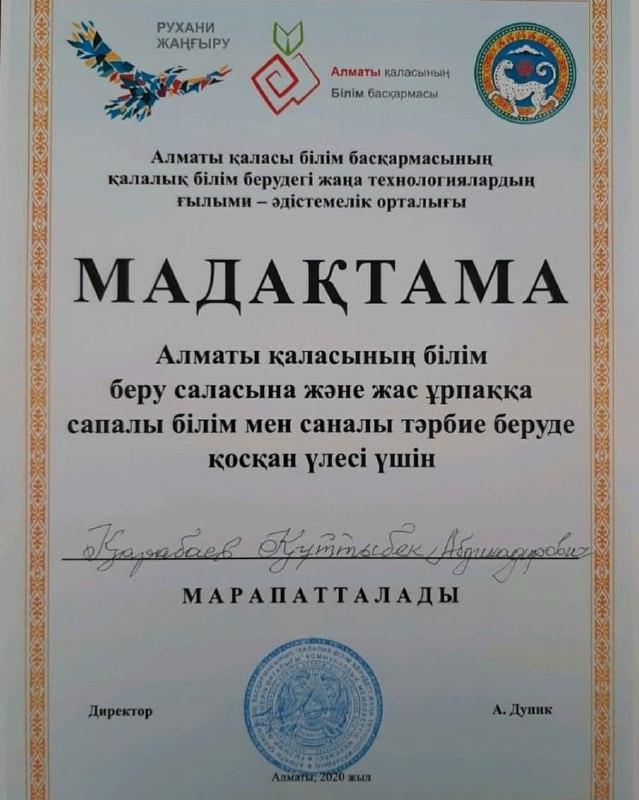 РУХАНИ
ЖАҢҒЫРУ
Алматы қаласының
Білім басқармасы
Алматы қаласы білім басқармасының
қалалық білім берудегі жаңа технологиялардың
ғылыми – әдістемелік орталығы
МАДАҚТАМА
Алматы қаласының білім
беру саласына және жас ұрпаққа
сапалы білім мен саналы тәрбие беруде
қосқан үлесі үшін
Қарабаев Құттыбек Абдикадирович
МАРАПАТТАЛАДЫ
Директор
А. Дупик
Алматы, 2020 жыл